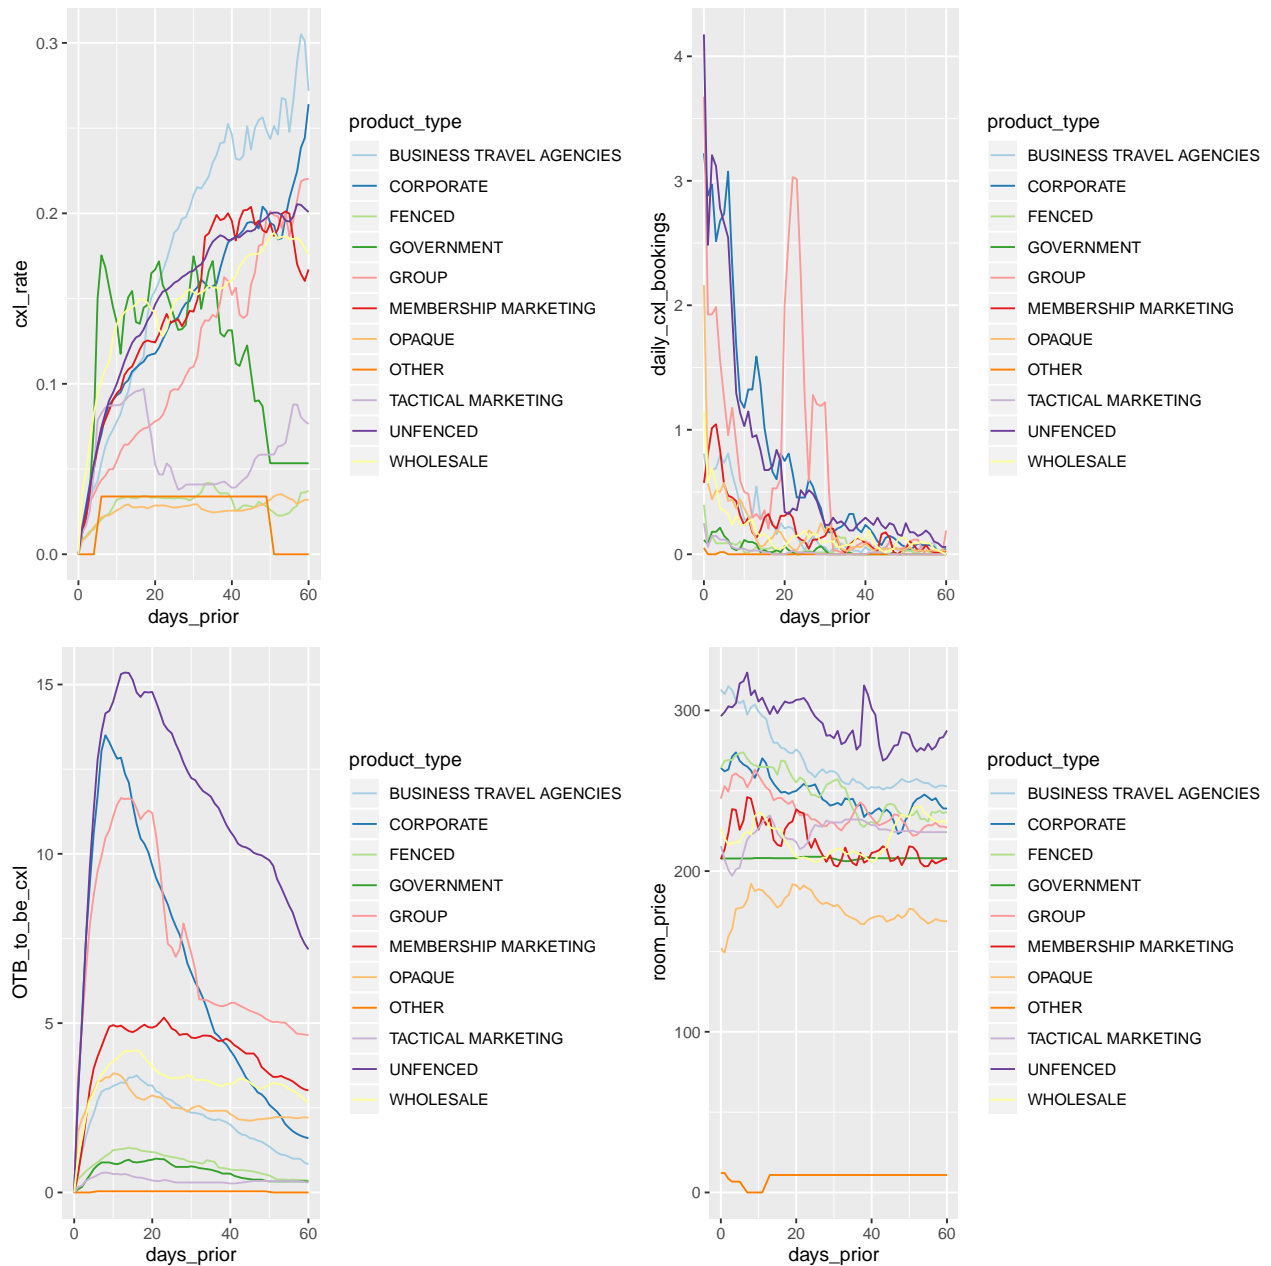 cxl_rate
0.3
0.2
0.1
0.0
0 20 40 60
days_prior
product_type
BUSINESS TRAVEL AGENCIES
CORPORATE
FENCED
GOVERNMENT
GROUP
MEMBERSHIP MARKETING
OPAQUE
OTHER
TACTICAL MARKETING
UNFENCED
WHOLESALE
daily_cxl_bookings
4
3
2
1
0
0 20 40 60
days_prior
product_type
BUSINESS TRAVEL AGENCIES
CORPORATE
FENCED
GOVERNMENT
GROUP
MEMBERSHIP MARKETING
OPAQUE
OTHER
TACTICAL MARKETING
UNFENCED
WHOLESALE
OTB_to_be_cxl
15
10
5
0
0 20 40 60
days_prior
product_type
BUSINESS TRAVEL AGENCIES
CORPORATE
FENCED
GOVERNMENT
GROUP
MEMBERSHIP MARKETING
OPAQUE
OTHER
TACTICAL MARKETING
UNFENCED
WHOLESALE
room_price
300
200
100
0
0 20 40 60
days_prior
product_type
BUSINESS TRAVEL AGENCIES
CORPORATE
FENCED
GOVERNMENT
GROUP
MEMBERSHIP MARKETING
OPAQUE
OTHER
TACTICAL MARKETING
UNFENCED
WHOLESALE